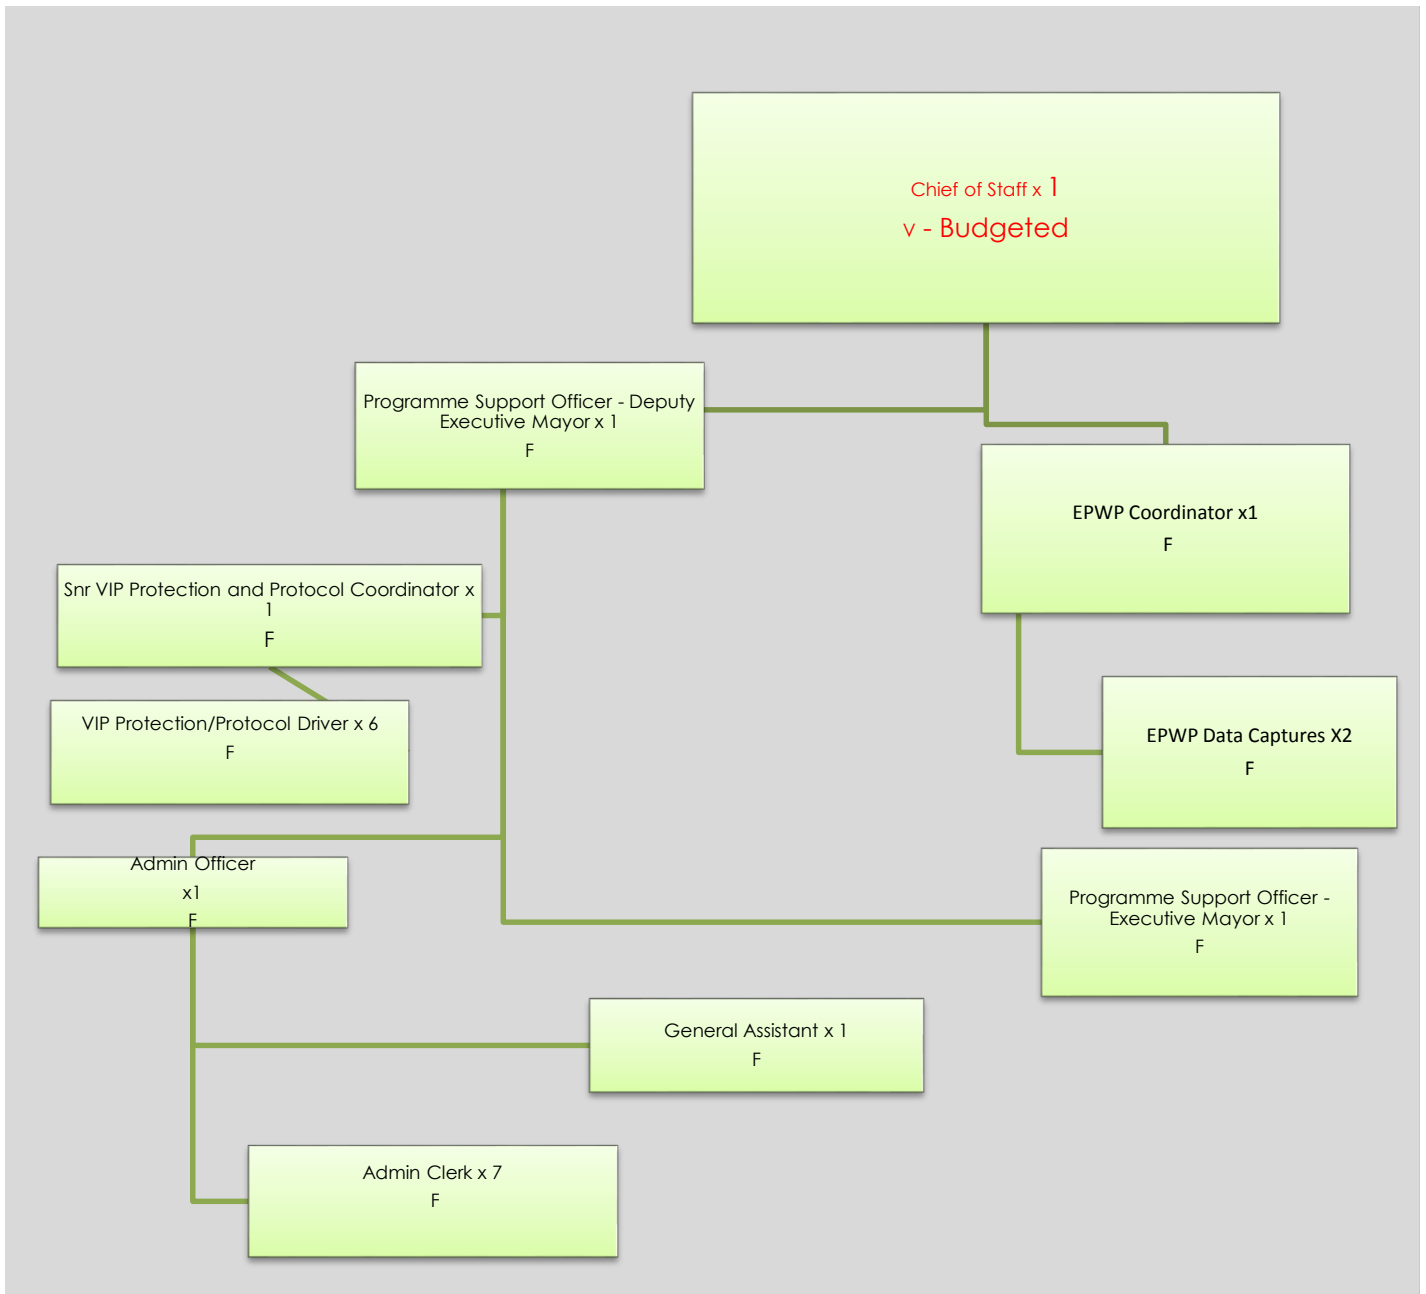 Chief of Staff x 1
v - Budgeted
Programme Support Officer - Deputy
Executive Mayor x 1
F
EPWP Coordinator x1
F
Snr VIP Protection and Protocol Coordinator x
1
F
EPWP Data Captures X2
F
VIP Protection/Protocol Driver x 6
F
Admin Officer
x1
F
Programme Support Officer -
Executive Mayor x 1
F
General Assistant x 1
F
Admin Clerk x 7
F